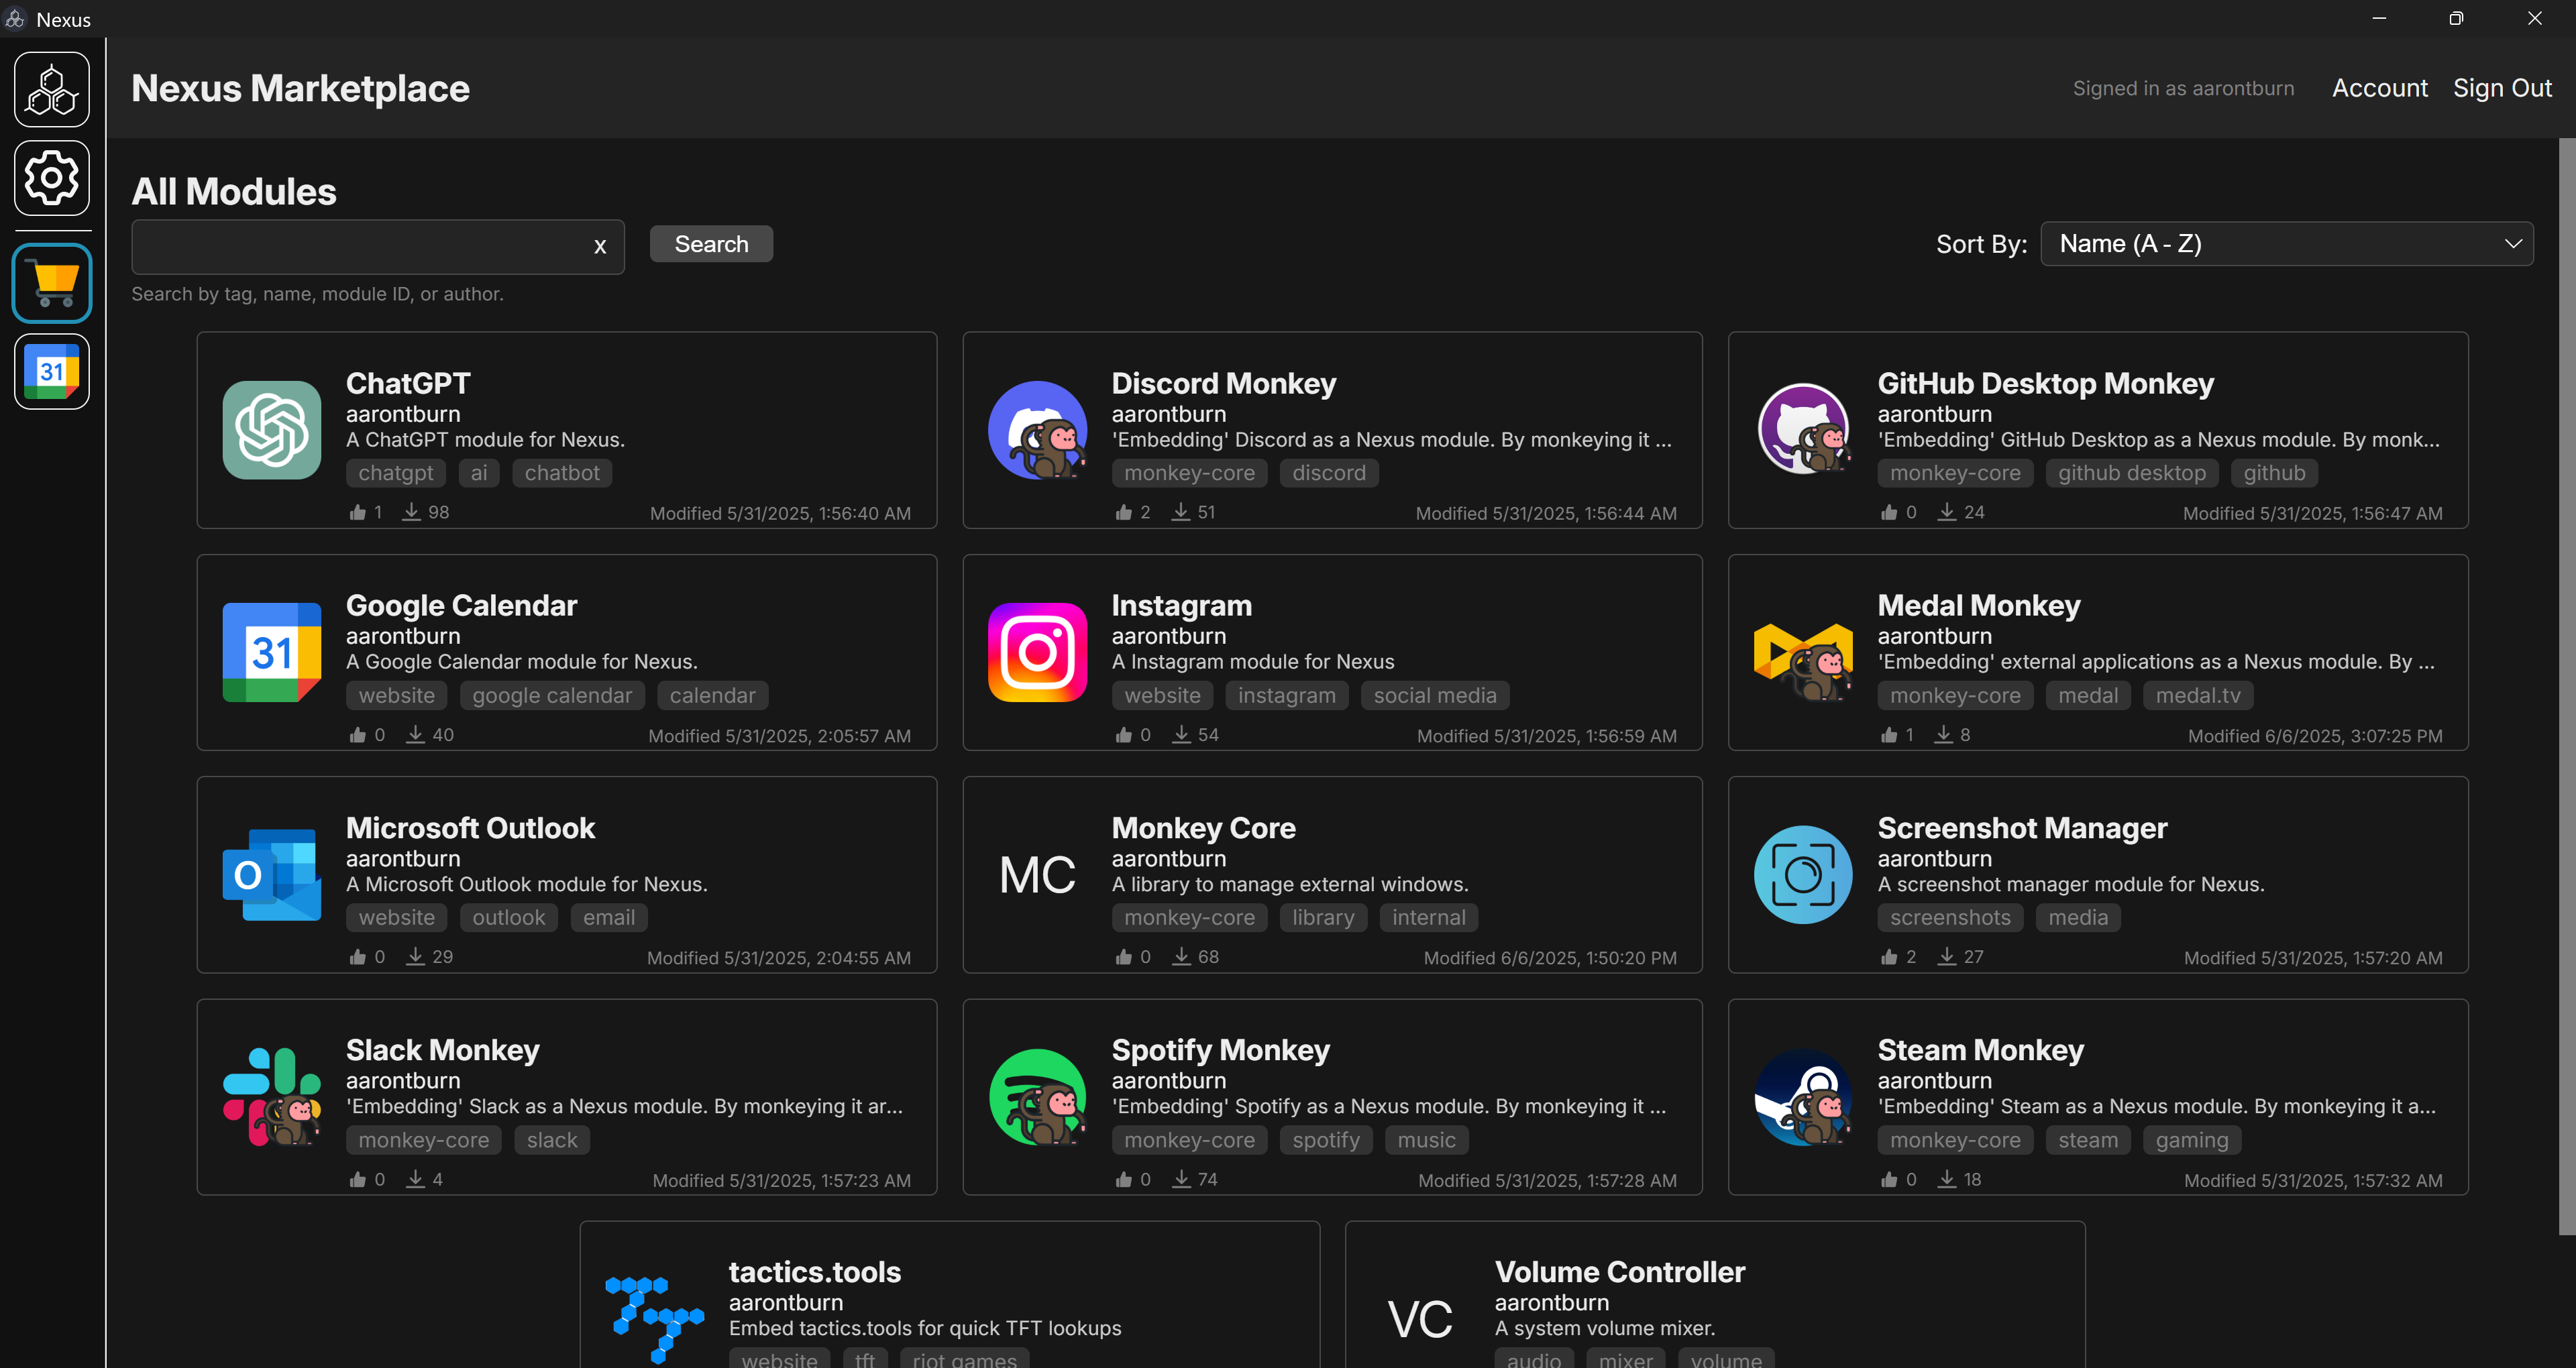 Nexus
Nexus Marketplace
Signed in as aarontburn
Account
Sign Out
All Modules
x
Search
Sort By:
Name (A - Z)
Search by tag, name, module ID, or author.
31
ChatGPT
aarontburn
A ChatGPT module for Nexus.
chatgpt ai chatbot
1 98 Modified 5/31/2025, 1:56:40 AM
Discord Monkey
aarontburn
'Embedding' Discord as a Nexus module. By monkeying it ...
monkey-core discord
2 51 Modified 5/31/2025, 1:56:44 AM
GitHub Desktop Monkey
aarontburn
'Embedding' GitHub Desktop as a Nexus module. By monk...
monkey-core github desktop github
0 24 Modified 5/31/2025, 1:56:47 AM
31
Google Calendar
aarontburn
A Google Calendar module for Nexus.
website google calendar calendar
0 40 Modified 5/31/2025, 2:05:57 AM
Instagram
aarontburn
A Instagram module for Nexus
website instagram social media
0 54 Modified 5/31/2025, 1:56:59 AM
Medal Monkey
aarontburn
'Embedding' external applications as a Nexus module. By ...
monkey-core medal medal.tv
1 8 Modified 6/6/2025, 3:07:25 PM
O
Microsoft Outlook
aarontburn
A Microsoft Outlook module for Nexus.
website outlook email
0 29 Modified 5/31/2025, 2:04:55 AM
MC
Monkey Core
aarontburn
A library to manage external windows.
monkey-core library internal
0 68 Modified 6/6/2025, 1:50:20 PM
Screenshot Manager
aarontburn
A screenshot manager module for Nexus.
screenshots media
2 27 Modified 5/31/2025, 1:57:20 AM
Slack Monkey
aarontburn
'Embedding' Slack as a Nexus module. By monkeying it ar...
monkey-core slack
0 4 Modified 5/31/2025, 1:57:23 AM
Spotify Monkey
aarontburn
'Embedding' Spotify as a Nexus module. By monkeying it ...
monkey-core spotify music
0 74 Modified 5/31/2025, 1:57:28 AM
Steam Monkey
aarontburn
'Embedding' Steam as a Nexus module. By monkeying it a...
monkey-core steam gaming
0 18 Modified 5/31/2025, 1:57:32 AM
tactics.tools
aarontburn
Embed tactics.tools for quick TFT lookups
website tft riot games
VC
Volume Controller
aarontburn
A system volume mixer.
audio mixer volume